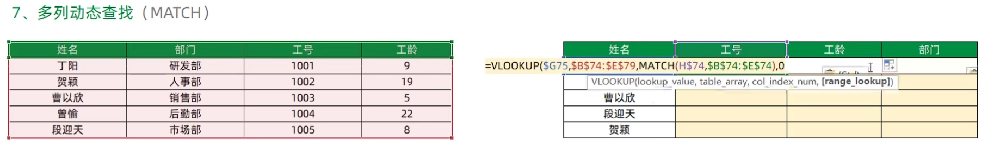 7、多列动态查找（MATCH）
姓名 部门 工号 工龄 姓名 工号 工龄 部门
丁阳 研发部 1001 9 =VLOOKUP($G75,$B$74:$E$79,MATCH(H$74,$B$74:$E$74),0
贺颖 人事部 1002 19 VLOOKUP(lookup_value, table_array, col_index_num, [range_lookup])
曹以欣 销售部 1003 5 曹以欣
曾愉 后勤部 1004 22 段迎天
段迎天 市场部 1005 8 贺颖